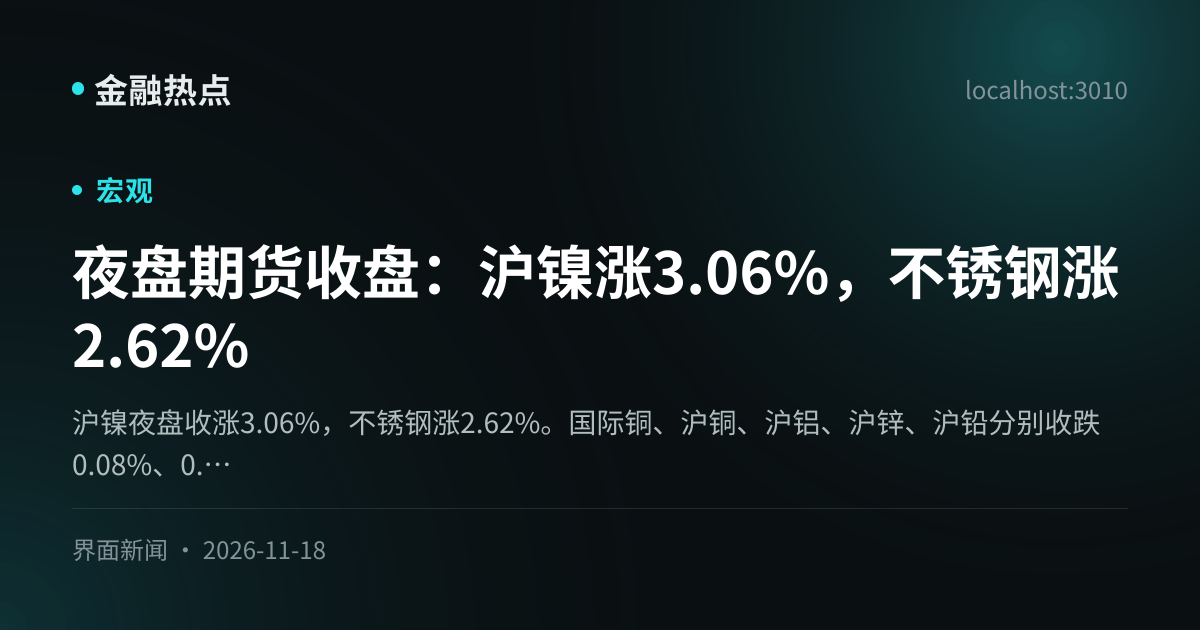 金融热点
localhost:3010
宏观
夜盘期货收盘：沪镍涨3.06%，不锈钢涨
2.62%
沪镍夜盘收涨3.06%，不锈钢涨2.62%。国际铜、沪铜、沪铝、沪锌、沪铅分别收跌
0.08%、0.…
界面新闻 · 2026-11-18